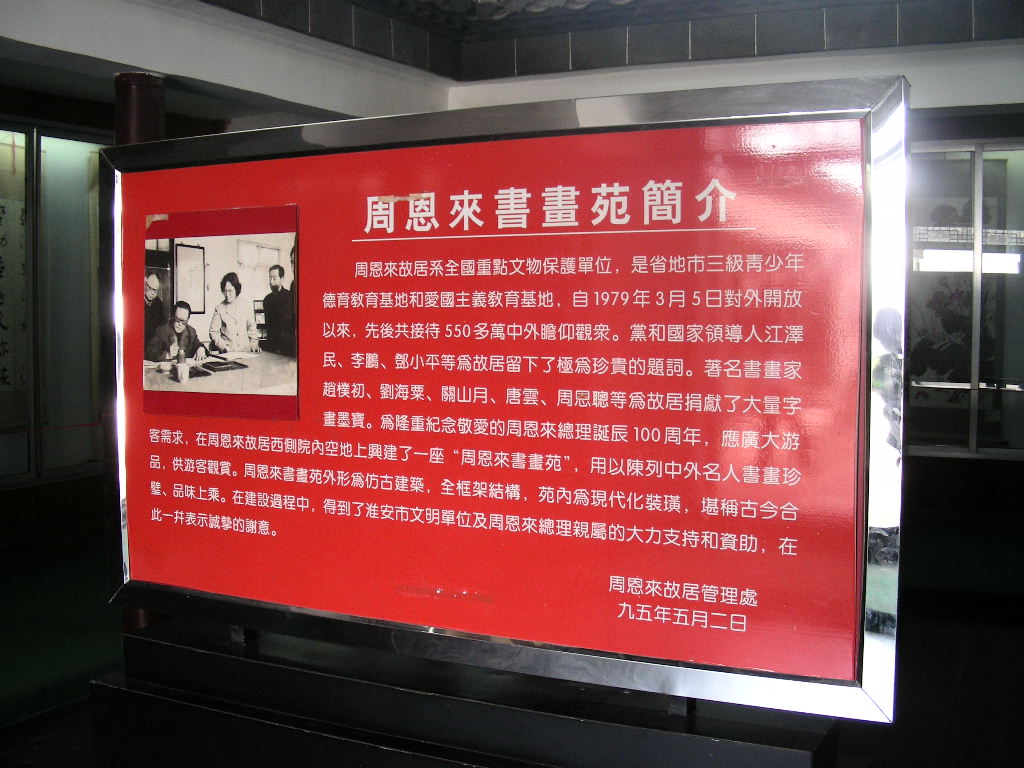 周恩來書畫苑簡介
周恩來故居系全國重點文物保護單位，是省地市三級靑少年
德育敎育基地和愛國主義敎育基地，自1979年3月5日對外開放
以來，先後共接待550多萬中外瞻仰觀衆。黨和國家領導人江澤
民、李鵬、鄧小平等爲故居留下了極爲珍貴的題詞。著名書畫家
趙樸初、劉海粟、關山月、唐雲、周恩聰等爲故居捐獻了大量字
畫墨寶。爲隆重紀念敬愛的周恩來總理誕辰100周年，應廣大游
客需求，在周恩來故居西側院內空地上興建了一座“周恩來書畫苑”，用以陳列中外名人書畫珍
品，供游客觀賞。周恩來書畫苑外形爲仿古建築，全框架結構，苑內爲現代化裝璜，堪稱古今合
璧、品味上乘。在建設過程中，得到了淮安市文明單位及周恩來總理親屬的大力支持和資助，在
此一幷表示誠摯的謝意。
周恩來故居管理處
九五年五月二日